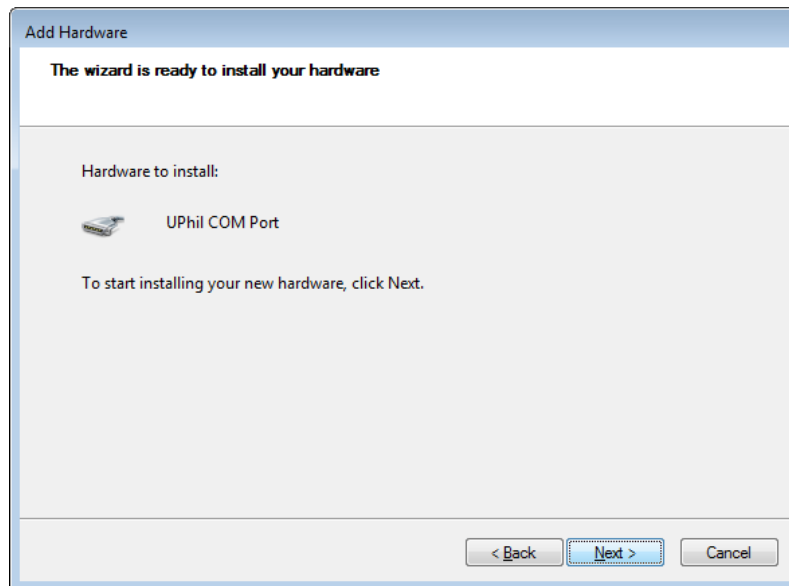 Add Hardware
The wizard is ready to install your hardware
Hardware to install:
UPhil COM Port
To start installing your new hardware, click Next.
< Back
Next >
Cancel